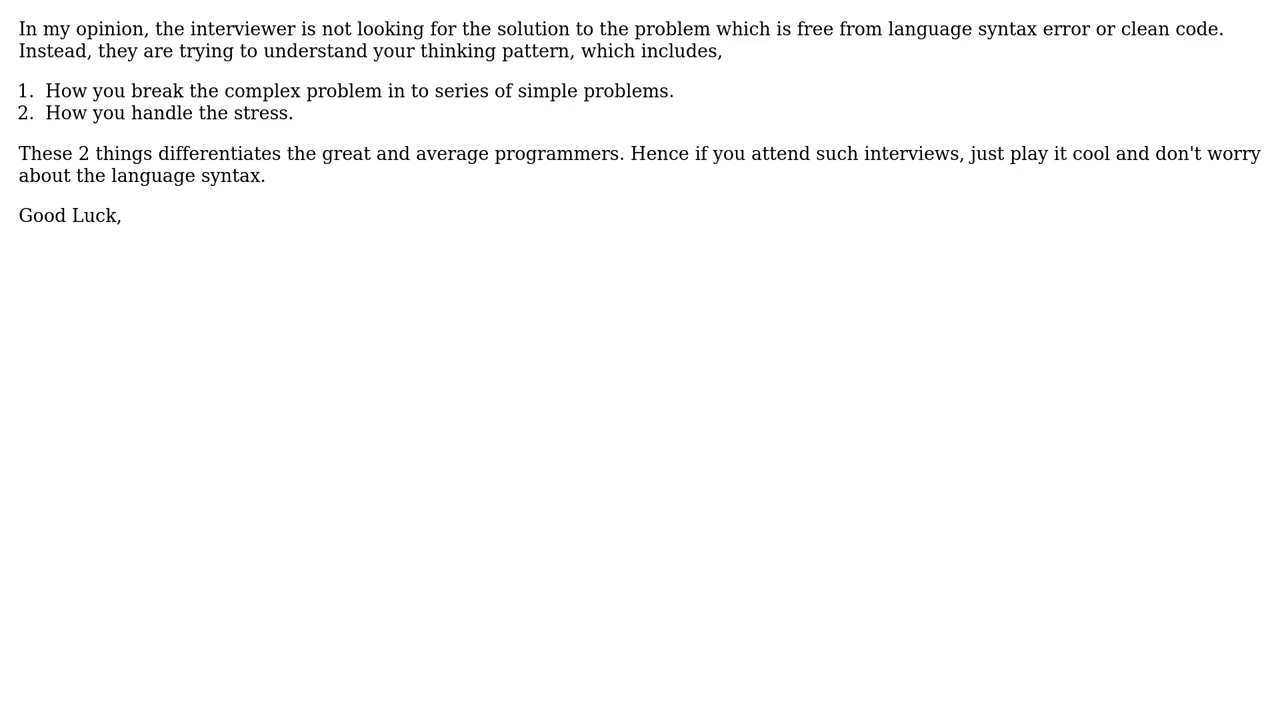 In my opinion, the interviewer is not looking for the solution to the problem which is free from language syntax error or clean code.
Instead, they are trying to understand your thinking pattern, which includes,
1. How you break the complex problem in to series of simple problems.
2. How you handle the stress.
These 2 things differentiates the great and average programmers. Hence if you attend such interviews, just play it cool and don't worry
about the language syntax.
Good Luck,